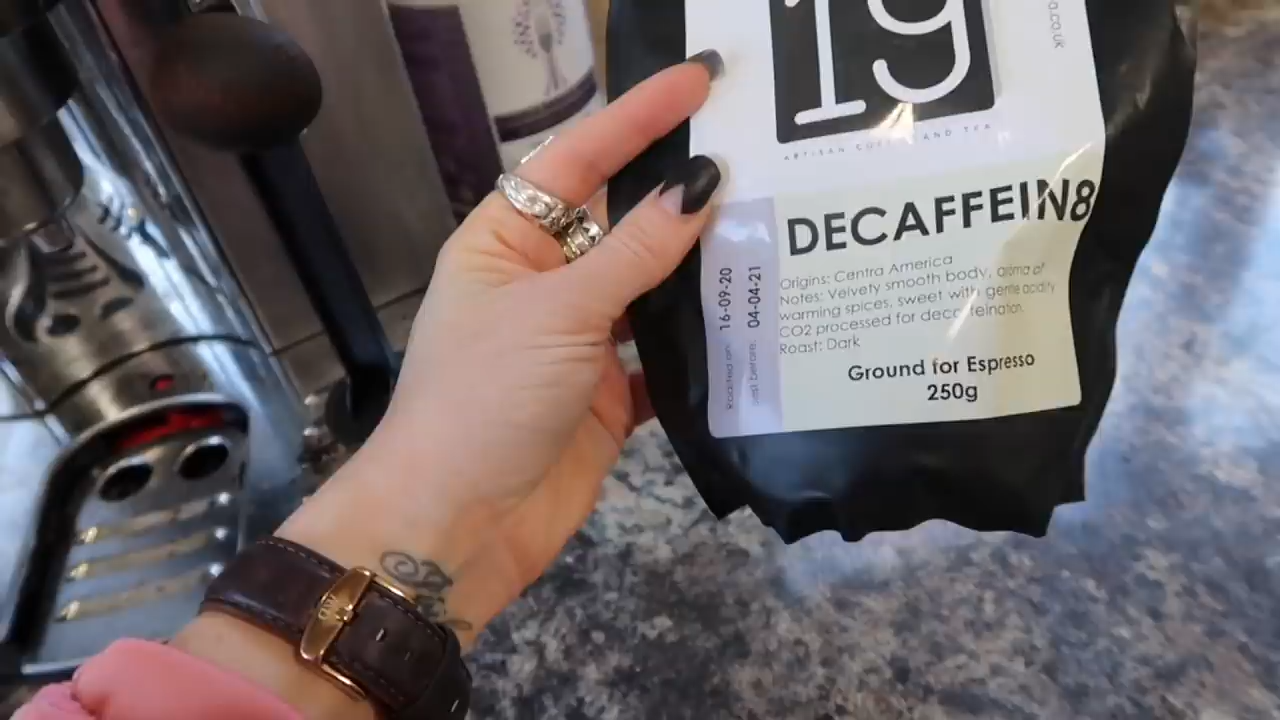 19
ARTISAN COFFEE AND TEA
DECAFFEIN8
Origins: Centra America
Notes: Velvety smooth body, aroma of
warming spices, sweet with gentle acidity
CO2 processed for decaffeination.
Roast: Dark
Ground for Espresso
250g
Roasted on: 16-09-20
Best before: 04-04-21
.co.uk